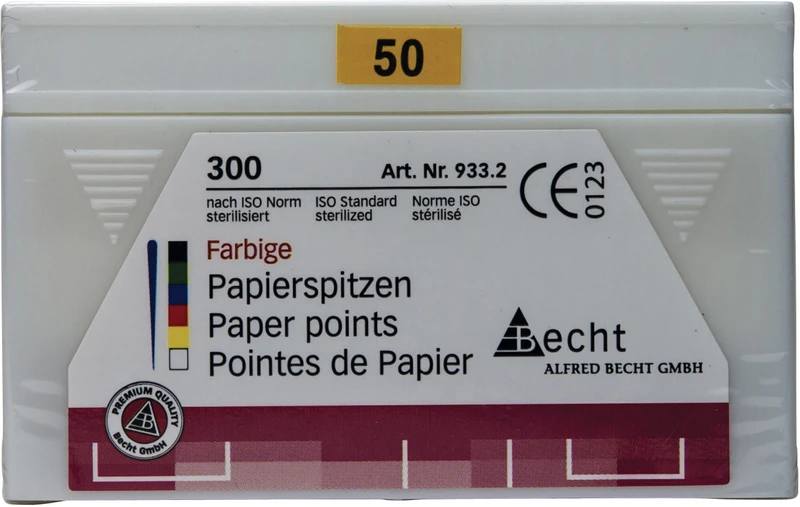 50
300 Art. Nr. 933.2
nach ISO Norm ISO Standard Norme ISO
sterilisiert sterilized stérilisé
CE 0123
Farbige
Papierspitzen
Paper points
Pointes de Papier
Becht
ALFRED BECHT GMBH
PREMIUM QUALITY
Becht GmbH